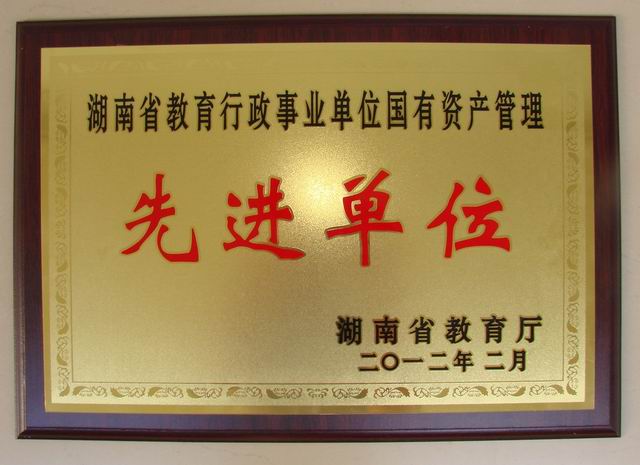 湖南省教育行政事业单位国有资产管理
先进单位
湖南省教育厅
二〇一二年 二月